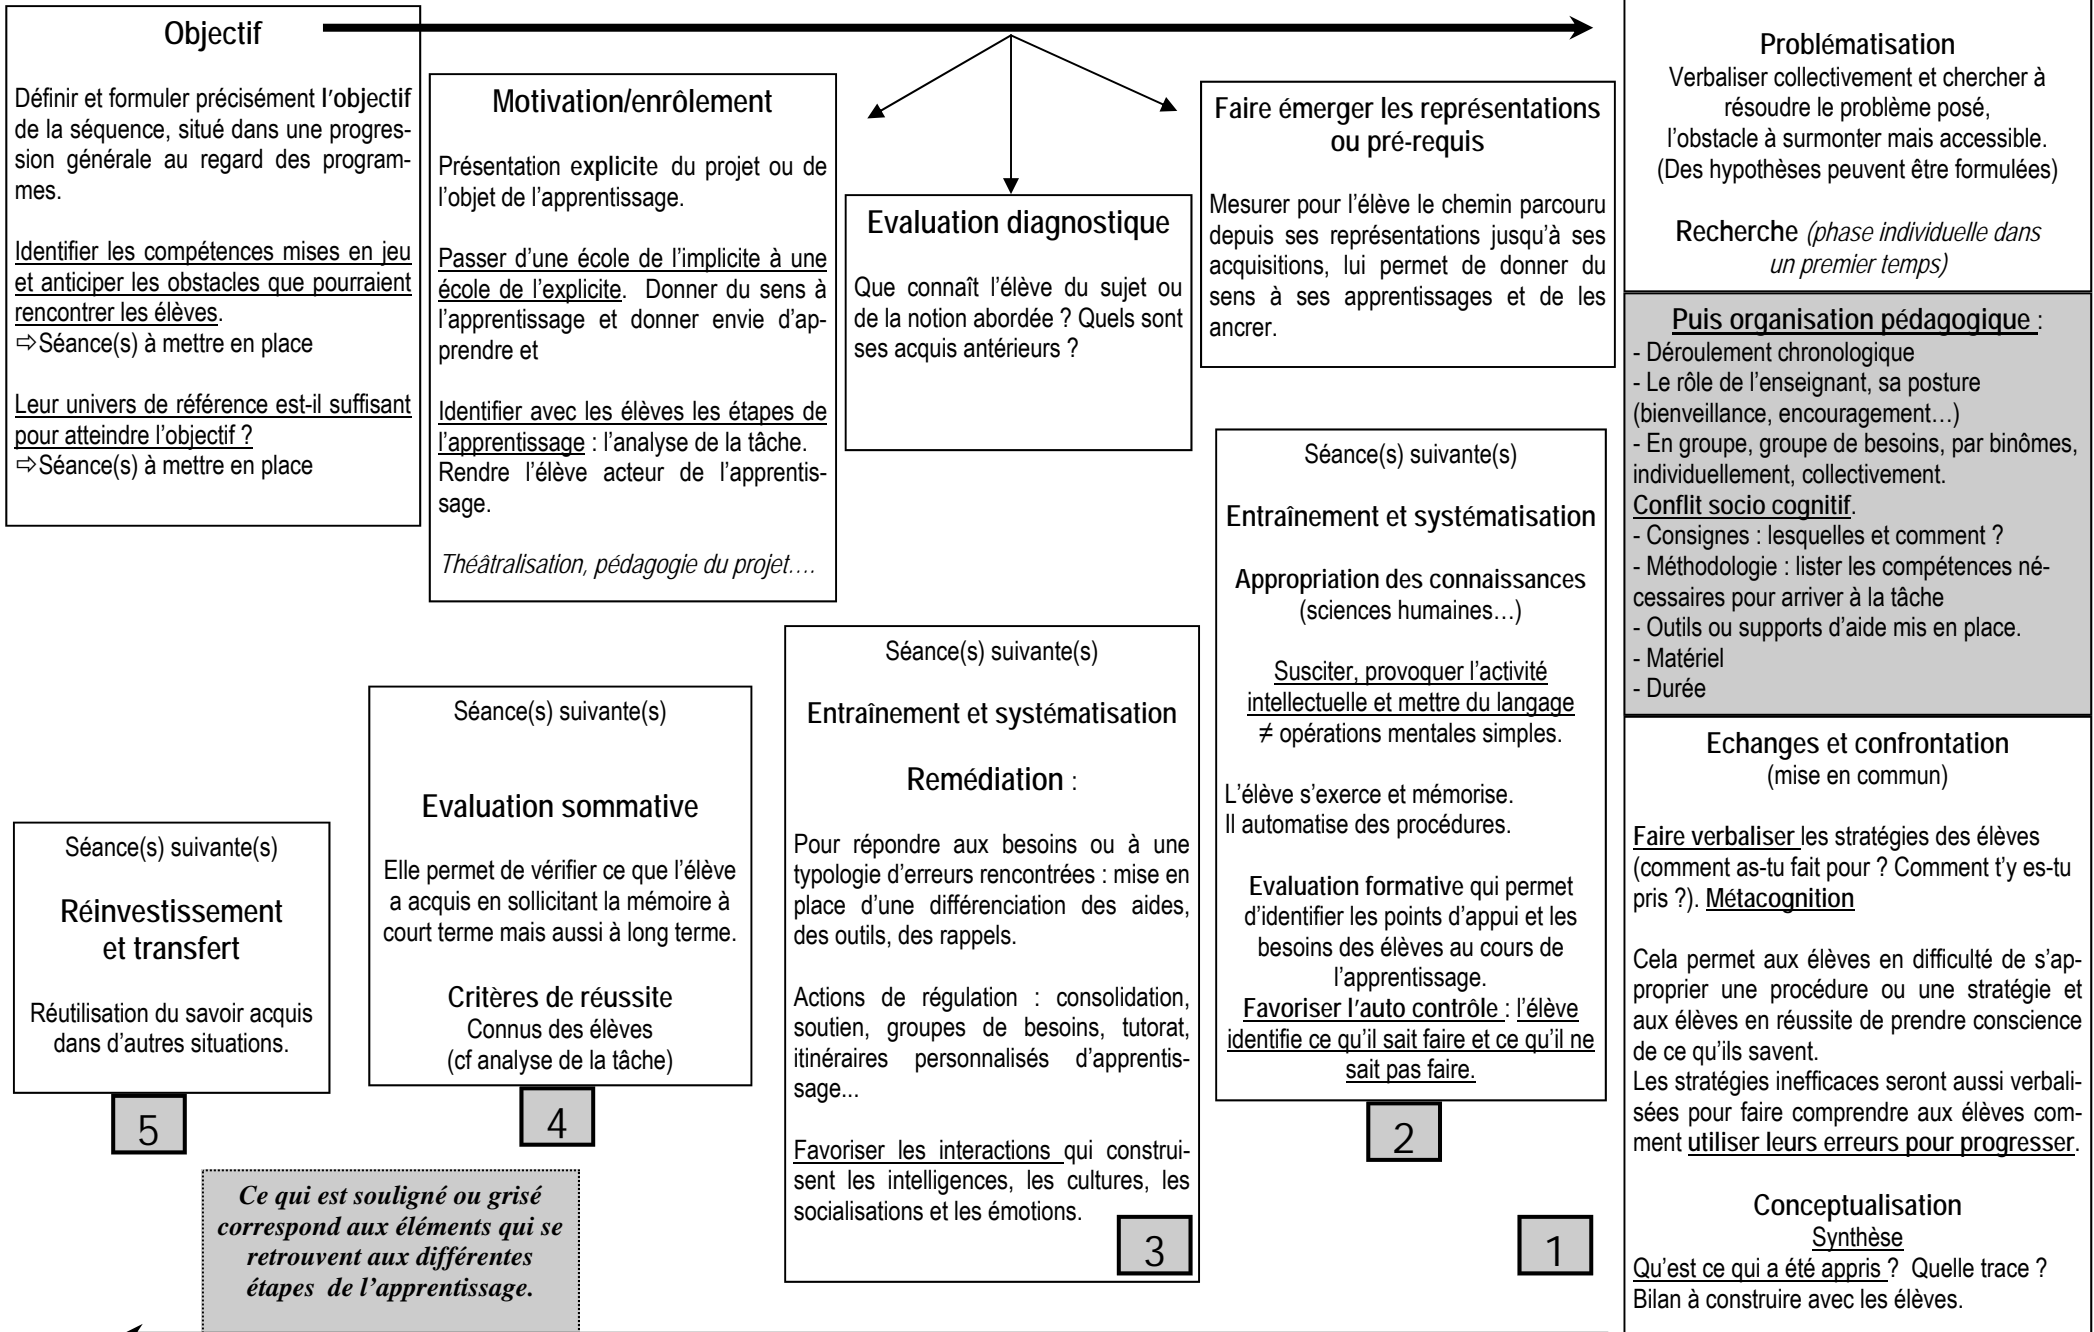 Objectif
Définir et formuler précisément l'objectif
de la séquence, situé dans une progres-
sion générale au regard des program-
mes.
Identifier les compétences mises en jeu
et anticiper les obstacles que pourraient
rencontrer les élèves.
⇨Séance(s) à mettre en place
Leur univers de référence est-il suffisant
pour atteindre l'objectif ?
⇨Séance(s) à mettre en place
Motivation/enrôlement
Présentation explicite du projet ou de
l'objet de l'apprentissage.
Passer d'une école de l'implicite à une
école de l'explicite. Donner du sens à
l'apprentissage et donner envie d'ap-
prendre et
Identifier avec les élèves les étapes de
l'apprentissage : l'analyse de la tâche.
Rendre l'élève acteur de l'apprentis-
sage.
Théâtralisation, pédagogie du projet….
Evaluation diagnostique
Que connaît l'élève du sujet ou
de la notion abordée ? Quels sont
ses acquis antérieurs ?
Faire émerger les représentations
ou pré-requis
Mesurer pour l'élève le chemin parcouru
depuis ses représentations jusqu'à ses
acquisitions, lui permet de donner du
sens à ses apprentissages et de les
ancrer.
Problématisation
Verbaliser collectivement et chercher à
résoudre le problème posé,
l'obstacle à surmonter mais accessible.
(Des hypothèses peuvent être formulées)
Recherche (phase individuelle dans
un premier temps)
Puis organisation pédagogique :
- Déroulement chronologique
- Le rôle de l'enseignant, sa posture
(bienveillance, encouragement…)
- En groupe, groupe de besoins, par binômes,
individuellement, collectivement.
Conflit socio cognitif.
- Consignes : lesquelles et comment ?
- Méthodologie : lister les compétences né-
cessaires pour arriver à la tâche
- Outils ou supports d'aide mis en place.
- Matériel
- Durée
Echanges et confrontation
(mise en commun)
Faire verbaliser les stratégies des élèves
(comment as-tu fait pour ? Comment t'y es-tu
pris ?). Métacognition
Cela permet aux élèves en difficulté de s'ap-
proprier une procédure ou une stratégie et
aux élèves en réussite de prendre conscience
de ce qu'ils savent.
Les stratégies inefficaces seront aussi verbali-
sées pour faire comprendre aux élèves com-
ment utiliser leurs erreurs pour progresser.
Conceptualisation
Synthèse
Qu'est ce qui a été appris ? Quelle trace ?
Bilan à construire avec les élèves.
1
Séance(s) suivante(s)
Entraînement et systématisation
Appropriation des connaissances
(sciences humaines…)
Susciter, provoquer l'activité
intellectuelle et mettre du langage
≠ opérations mentales simples.
L'élève s'exerce et mémorise.
Il automatise des procédures.
Evaluation formative qui permet
d'identifier les points d'appui et les
besoins des élèves au cours de
l'apprentissage.
Favoriser l'auto contrôle : l'élève
identifie ce qu'il sait faire et ce qu'il ne
sait pas faire.
2
Séance(s) suivante(s)
Entraînement et systématisation
Remédiation :
Pour répondre aux besoins ou à une
typologie d'erreurs rencontrées : mise en
place d'une différenciation des aides,
des outils, des rappels.
Actions de régulation : consolidation,
soutien, groupes de besoins, tutorat,
itinéraires personnalisés d'apprentis-
sage...
Favoriser les interactions qui construi-
sent les intelligences, les cultures, les
socialisations et les émotions.
3
Séance(s) suivante(s)
Evaluation sommative
Elle permet de vérifier ce que l'élève
a acquis en sollicitant la mémoire à
court terme mais aussi à long terme.
Critères de réussite
Connus des élèves
(cf analyse de la tâche)
4
Séance(s) suivante(s)
Réinvestissement
et transfert
Réutilisation du savoir acquis
dans d'autres situations.
5
Ce qui est souligné ou grisé
correspond aux éléments qui se
retrouvent aux différentes
étapes de l'apprentissage.